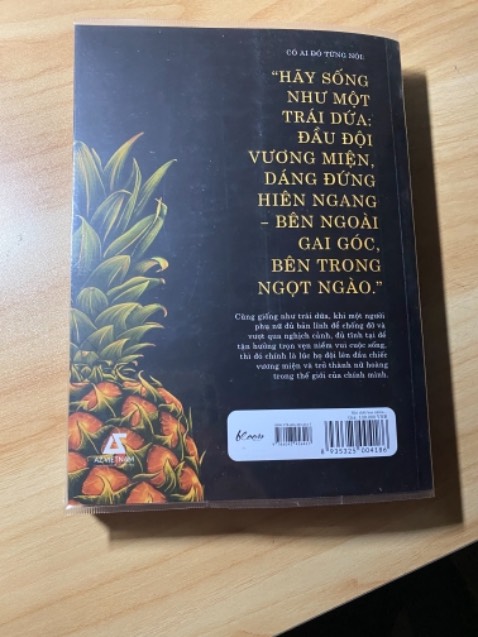 CÓ AI ĐÓ TỪNG NÓI:
“HÃY SỐNG
NHƯ MỘT
TRÁI DỨA:
ĐẦU ĐỘI
VƯƠNG MIỆN,
DÁNG ĐỨNG
HIÊN NGANG
– BÊN NGOÀI
GAI GÓC,
BÊN TRONG
NGỌT NGÀO.”
Cũng giống như trái dứa, khi một người
phụ nữ đủ bản lĩnh để chống đỡ và
vượt qua nghịch cảnh, đủ tĩnh tại để
tận hưởng trọn vẹn niềm vui cuộc sống,
thì đó chính là lúc họ đội lên đầu chiếc
vương miện và trở thành nữ hoàng
trong thế giới của chính mình.
8 935325 004186
AZ VIETNAM